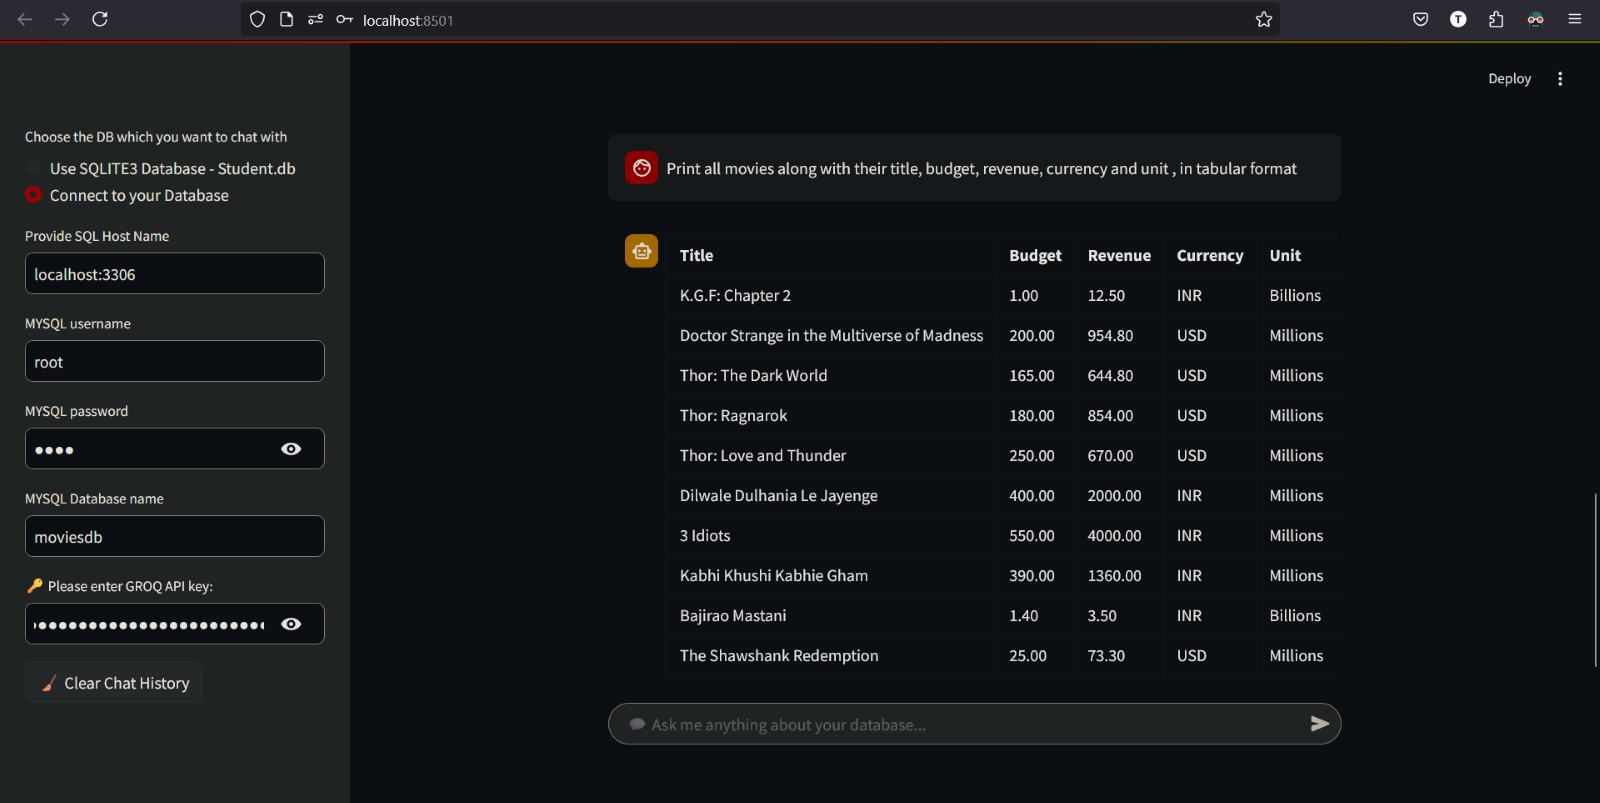 localhost:8501
Deploy
Choose the DB which you want to chat with
Use SQLITE3 Database - Student.db
Connect to your Database
Provide SQL Host Name
localhost:3306
MYSQL username
root
MYSQL password
●●●●
MYSQL Database name
moviesdb
🔑 Please enter GROQ API key:
Clear Chat History
Print all movies along with their title, budget, revenue, currency and unit , in tabular format
Title Budget Revenue Currency Unit
K.G.F: Chapter 2 1.00 12.50 INR Billions
Doctor Strange in the Multiverse of Madness 200.00 954.80 USD Millions
Thor: The Dark World 165.00 644.80 USD Millions
Thor: Ragnarok 180.00 854.00 USD Millions
Thor: Love and Thunder 250.00 670.00 USD Millions
Dilwale Dulhania Le Jayenge 400.00 2000.00 INR Millions
3 Idiots 550.00 4000.00 INR Millions
Kabhi Khushi Kabhie Gham 390.00 1360.00 INR Millions
Bajirao Mastani 1.40 3.50 INR Billions
The Shawshank Redemption 25.00 73.30 USD Millions
Ask me anything about your database...